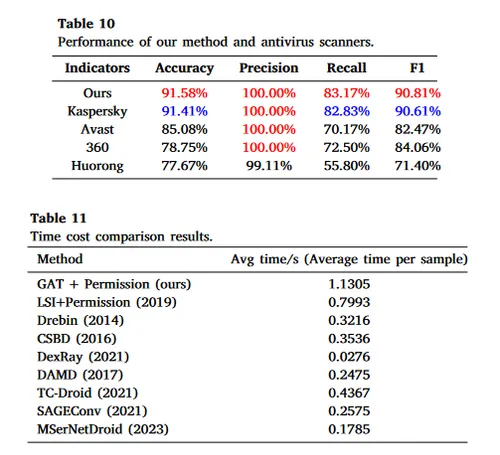 Table 10
Performance of our method and antivirus scanners.
Indicators Accuracy Precision Recall F1
Ours 91.58% 100.00% 83.17% 90.81%
Kaspersky 91.41% 100.00% 82.83% 90.61%
Avast 85.08% 100.00% 70.17% 82.47%
360 78.75% 100.00% 72.50% 84.06%
Huorong 77.67% 99.11% 55.80% 71.40%
Table 11
Time cost comparison results.
Method Avg time/s (Average time per sample)
GAT + Permission (ours) 1.1305
LSI+Permission (2019) 0.7993
Drebin (2014) 0.3216
CSBD (2016) 0.3536
DexRay (2021) 0.0276
DAMD (2017) 0.2475
TC-Droid (2021) 0.4367
SAGEConv (2021) 0.2575
MSerNetDroid (2023) 0.1785